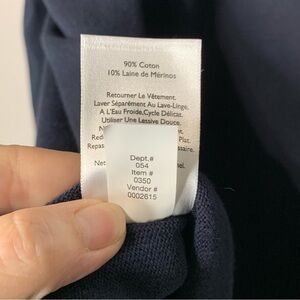 90% Coton
10% Laine de Mérinos
Retourner Le Vêtement.
Laver Séparément Au Lave-Linge.
A L'Eau Froide,Cycle Délicat.
Utiliser Une Lessive Douce.
Plat.
Dept.#
054
Item #
0350
Vendor #
0002615